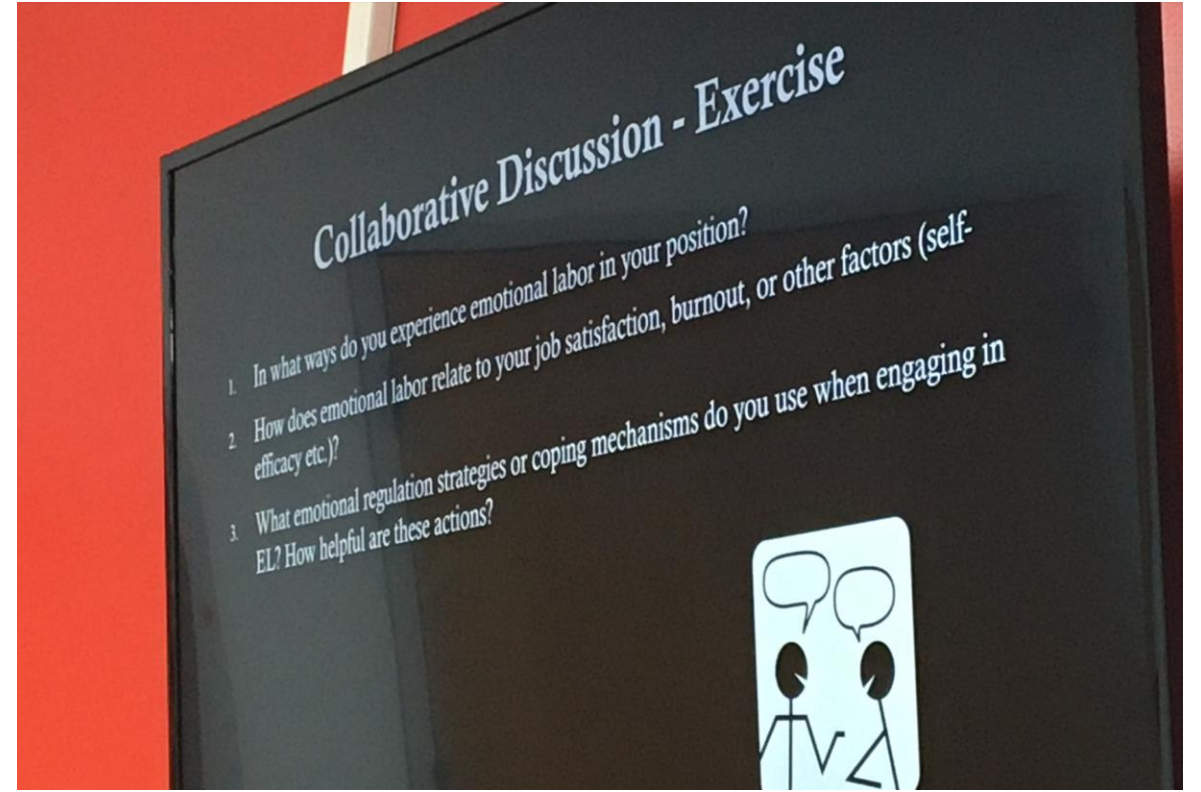 Collaborative Discussion - Exercise
1. In what ways do you experience emotional labor in your position?
2. How does emotional labor relate to your job satisfaction, burnout, or other factors (self-
efficacy etc.)?
3. What emotional regulation strategies or coping mechanisms do you use when engaging in
EL? How helpful are these actions?